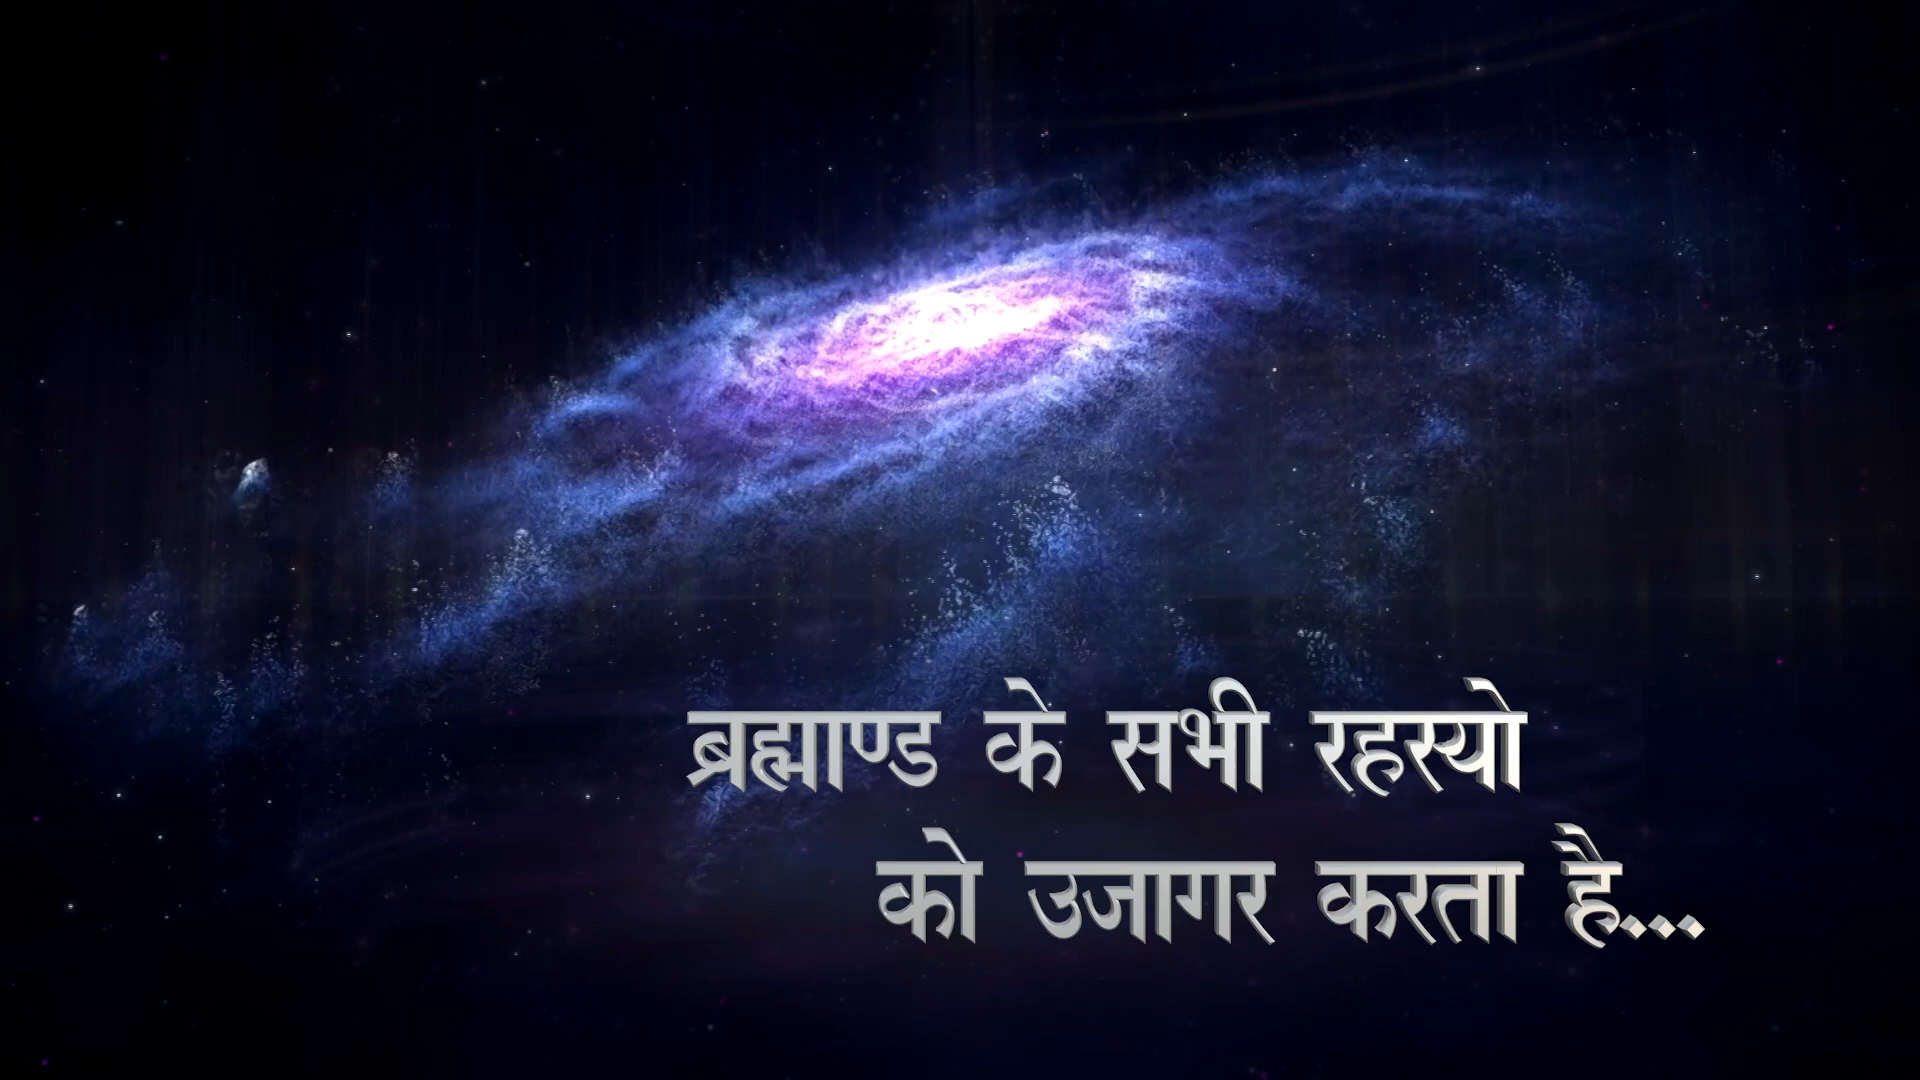 ब्रह्माण्ड के सभी रहस्यो
को उजागर करता है...